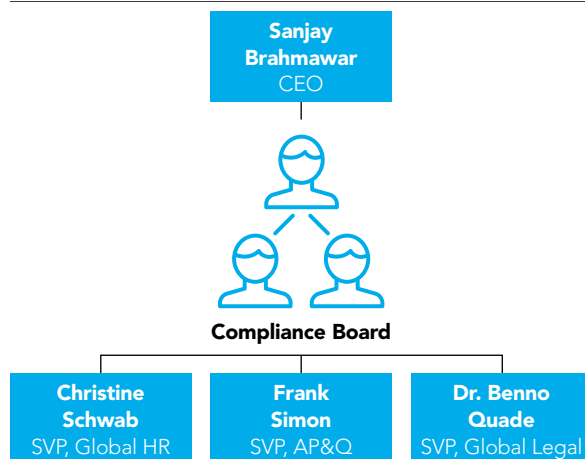 Sanjay
Brahmawar
CEO
Compliance Board
Christine
Schwab
SVP, Global HR
Frank
Simon
SVP, AP&Q
Dr. Benno
Quade
SVP, Global Legal